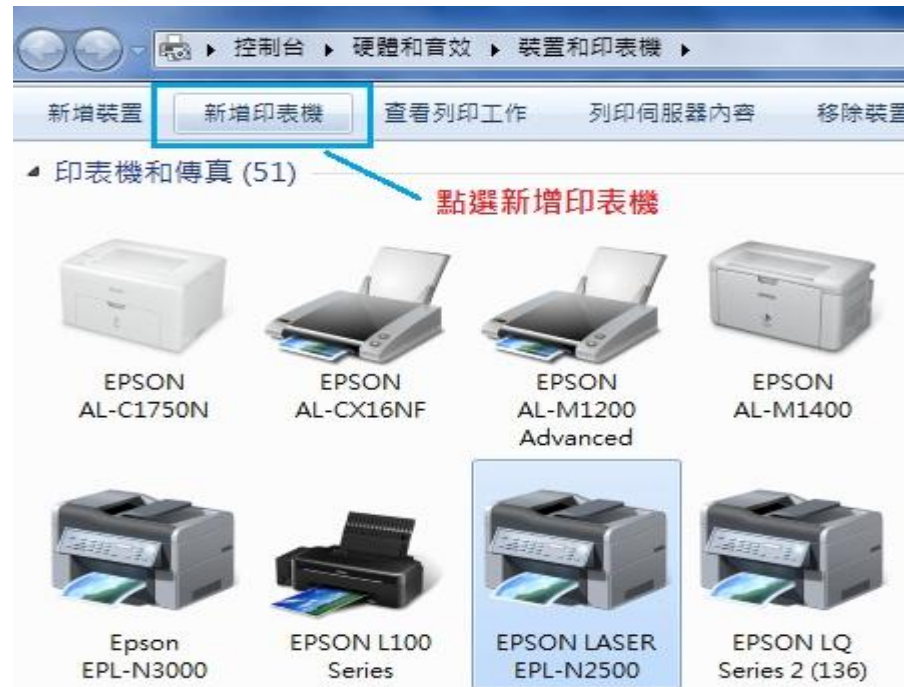 控制台 ▸ 硬體和音效 ▸ 裝置和印表機 ▸
新增裝置 新增印表機 查看列印工作 列印伺服器內容 移除裝置
印表機和傳真 (51)
點選新增印表機
EPSON AL-C1750N
EPSON AL-CX16NF
EPSON AL-M1200 Advanced
EPSON AL-M1400
Epson EPL-N3000
EPSON L100 Series
EPSON LASER EPL-N2500
EPSON LQ Series 2 (136)